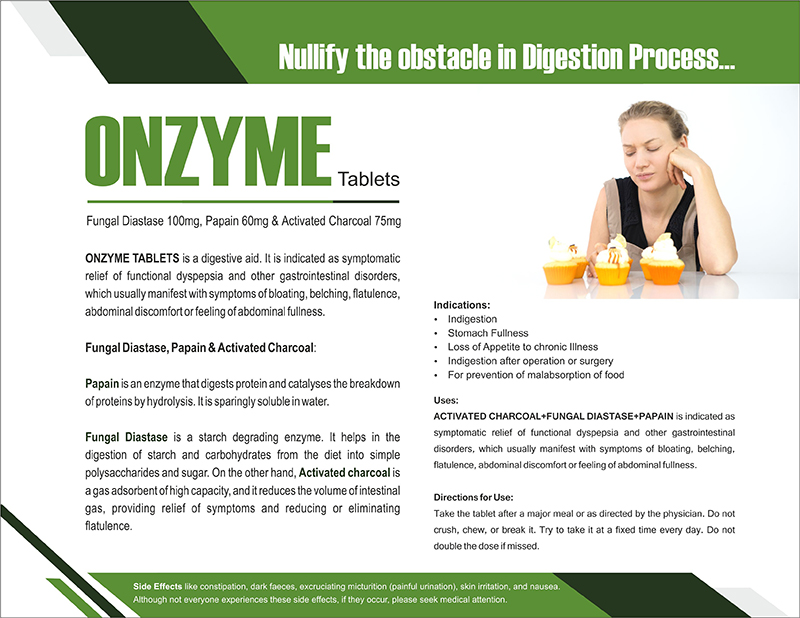 Nullify the obstacle in Digestion Process...
ONZYME Tablets
Fungal Diastase 100mg, Papain 60mg & Activated Charcoal 75mg
ONZYME TABLETS is a digestive aid. It is indicated as symptomatic
relief of functional dyspepsia and other gastrointestinal disorders,
which usually manifest with symptoms of bloating, belching, flatulence,
abdominal discomfort or feeling of abdominal fullness.
Fungal Diastase, Papain & Activated Charcoal:
Papain is an enzyme that digests protein and catalyses the breakdown
of proteins by hydrolysis. It is sparingly soluble in water.
Fungal Diastase is a starch degrading enzyme. It helps in the
digestion of starch and carbohydrates from the diet into simple
polysaccharides and sugar. On the other hand, Activated charcoal is
a gas adsorbent of high capacity, and it reduces the volume of intestinal
gas, providing relief of symptoms and reducing or eliminating
flatulence.
Indications:
• Indigestion
• Stomach Fullness
• Loss of Appetite to chronic Illness
• Indigestion after operation or surgery
• For prevention of malabsorption of food
Uses:
ACTIVATED CHARCOAL+FUNGAL DIASTASE+PAPAIN is indicated as
symptomatic relief of functional dyspepsia and other gastrointestinal
disorders, which usually manifest with symptoms of bloating, belching,
flatulence, abdominal discomfort or feeling of abdominal fullness.
Directions for Use:
Take the tablet after a major meal or as directed by the physician. Do not
crush, chew, or break it. Try to take it at a fixed time every day. Do not
double the dose if missed.
Side Effects like constipation, dark faeces, excruciating micturition (painful urination), skin irritation, and nausea.
Although not everyone experiences these side effects, if they occur, please seek medical attention.